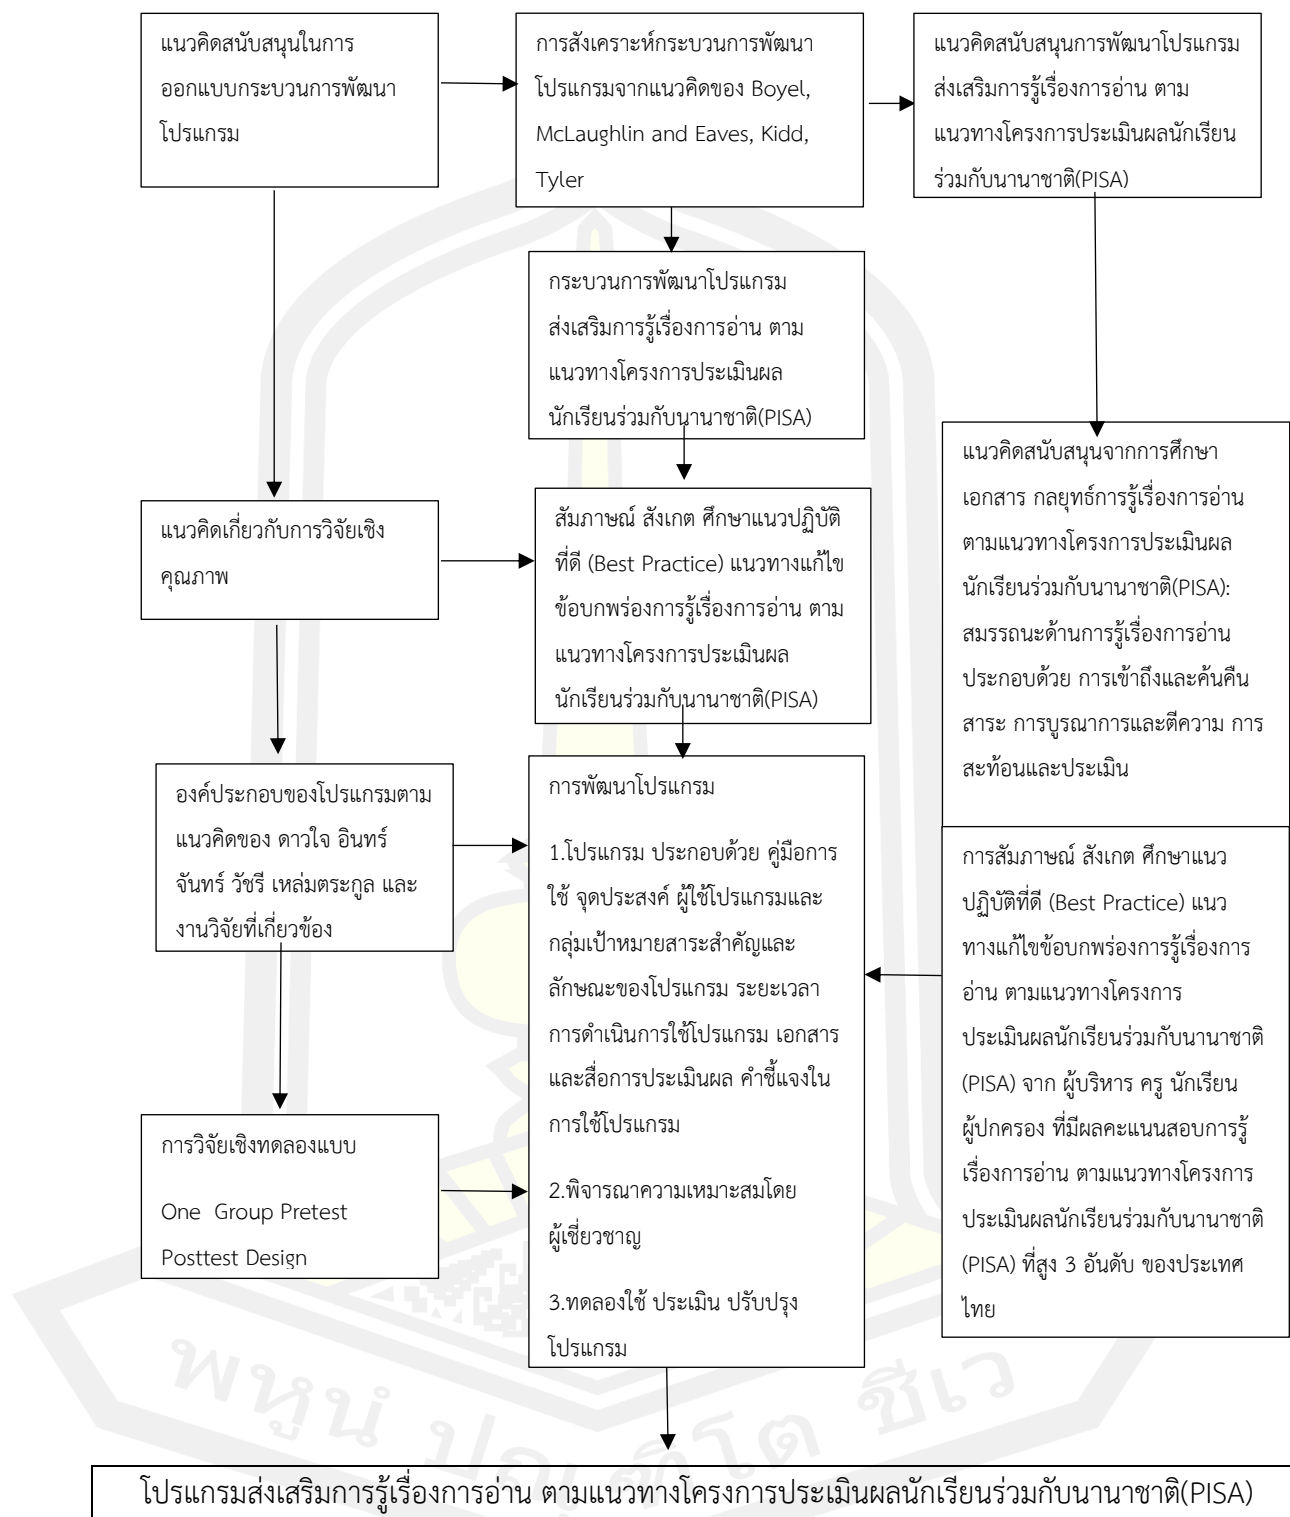 แนวคิดสนับสนุนในการ
ออกแบบกระบวนการพัฒนา
โปรแกรม
การสังเคราะห์กระบวนการพัฒนา
โปรแกรมจากแนวคิดของ Boyel,
McLaughlin and Eaves, Kidd,
Tyler
แนวคิดสนับสนุนการพัฒนาโปรแกรม
ส่งเสริมการรู้เรื่องการอ่าน ตาม
แนวทางโครงการประเมินผลนักเรียน
ร่วมกับนานาชาติ(PISA)
กระบวนการพัฒนาโปรแกรม
ส่งเสริมการรู้เรื่องการอ่าน ตาม
แนวทางโครงการประเมินผล
นักเรียนร่วมกับนานาชาติ(PISA)
แนวคิดสนับสนุนจากการศึกษา
เอกสาร กลยุทธ์การรู้เรื่องการอ่าน
ตามแนวทางโครงการประเมินผล
นักเรียนร่วมกับนานาชาติ(PISA):
สมรรถนะด้านการรู้เรื่องการอ่าน
ประกอบด้วย การเข้าถึงและค้นคืน
สาระ การบูรณาการและตีความ การ
สะท้อนและประเมิน
แนวคิดเกี่ยวกับการวิจัยเชิง
คุณภาพ
สัมภาษณ์ สังเกต ศึกษาแนวปฏิบัติ
ที่ดี (Best Practice) แนวทางแก้ไข
ข้อบกพร่องการรู้เรื่องการอ่าน ตาม
แนวทางโครงการประเมินผล
นักเรียนร่วมกับนานาชาติ(PISA)
องค์ประกอบของโปรแกรมตาม
แนวคิดของ ดาวใจ อินทร์
จันทร์ วัชรี เหล่มตระกูล และ
งานวิจัยที่เกี่ยวข้อง
การพัฒนาโปรแกรม
1.โปรแกรม ประกอบด้วย คู่มือการ
ใช้ จุดประสงค์ ผู้ใช้โปรแกรมและ
กลุ่มเป้าหมายสาระสำคัญและ
ลักษณะของโปรแกรม ระยะเวลา
การดำเนินการใช้โปรแกรม เอกสาร
และสื่อการประเมินผล คำชี้แจงใน
การใช้โปรแกรม
2.พิจารณาความเหมาะสมโดย
ผู้เชี่ยวชาญ
3.ทดลองใช้ ประเมิน ปรับปรุง
โปรแกรม
การสัมภาษณ์ สังเกต ศึกษาแนว
ปฏิบัติที่ดี (Best Practice) แนว
ทางแก้ไขข้อบกพร่องการรู้เรื่องการ
อ่าน ตามแนวทางโครงการ
ประเมินผลนักเรียนร่วมกับนานาชาติ
(PISA) จาก ผู้บริหาร ครู นักเรียน
ผู้ปกครอง ที่มีผลคะแนนสอบการรู้
เรื่องการอ่าน ตามแนวทางโครงการ
ประเมินผลนักเรียนร่วมกับนานาชาติ
(PISA) ที่สูง 3 อันดับ ของประเทศ
ไทย
การวิจัยเชิงทดลองแบบ
One Group Pretest
Posttest Design
พหูนํ ปณฺฑิโต ชีเว
โปรแกรมส่งเสริมการรู้เรื่องการอ่าน ตามแนวทางโครงการประเมินผลนักเรียนร่วมกับนานาชาติ(PISA)